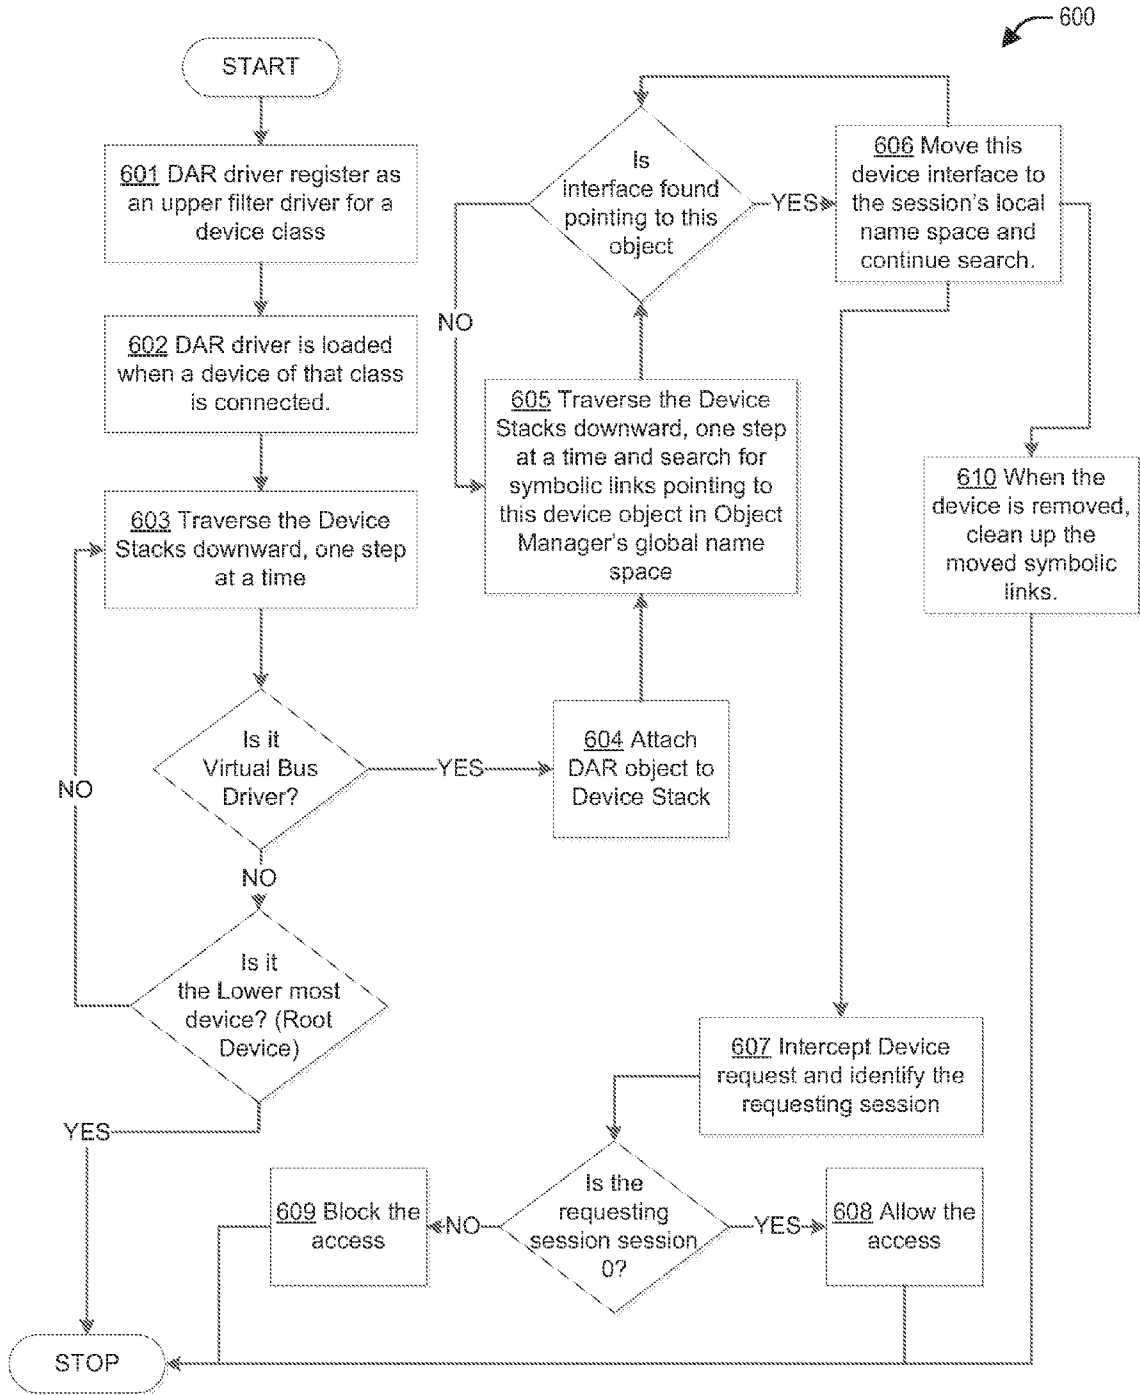 600
START
601 DAR driver register as
an upper filter driver for a
device class
602 DAR driver is loaded
when a device of that class
is connected.
603 Traverse the Device
Stacks downward, one step
at a time
Is it
Virtual Bus
Driver?
YES
NO
NO
Is it
the Lower most
device? (Root
Device)
YES
604 Attach
DAR object to
Device Stack
605 Traverse the Device
Stacks downward, one step
at a time and search for
symbolic links pointing to
this device object in Object
Manager's global name
space
Is
interface found
pointing to this
object
NO
YES
606 Move this
device interface to
the session's local
name space and
continue search.
610 When the
device is removed,
clean up the
moved symbolic
links.
607 Intercept Device
request and identify the
requesting session
Is the
requesting
session session
0?
NO
YES
609 Block the
access
608 Allow the
access
STOP